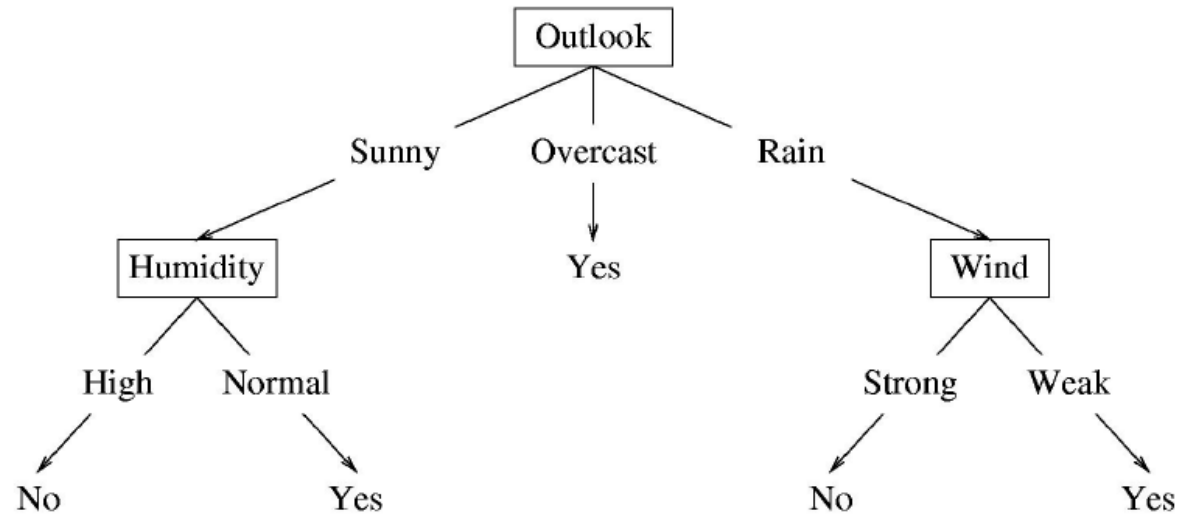 Outlook
Sunny Overcast Rain
Humidity Yes Wind
High Normal Strong Weak
No Yes No Yes